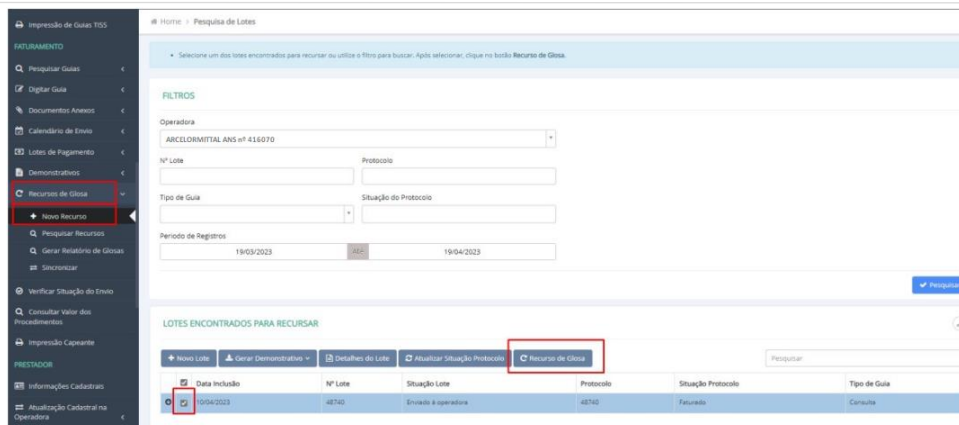 Impressão de Guias TISS
FATURAMENTO
Pesquisar Guias
Digitar Guia
Documentos Anexos
Calendário de Envio
Lotes de Pagamento
Demonstrativos
Recursos de Glosa
Novo Recurso
Pesquisar Recursos
Gerar Relatório de Glosas
Sincronizar
Verificar Situação do Envio
Consultar Valor dos
Procedimentos
Impressão Capeante
PRESTADOR
Informações Cadastrais
Atualização Cadastral na
Operadora
Home > Pesquisa de Lotes
Selecione um dos lotes encontrados para recursar ou utilize o filtro para buscar. Após selecionar, clique no botão Recurso de Glosa.
FILTROS
Operadora
ARCELORMITTAL ANS nº 416070
Nº Lote Protocolo
Tipo de Guia Situação do Protocolo
Período de Registros
19/03/2023 Até 19/04/2023
Pesquisar
LOTES ENCONTRADOS PARA RECURSAR
Novo Lote Gerar Demonstrativo Detalhes do Lote Atualizar Situação Protocolo Recurso de Glosa Pesquisar
Data Inclusão Nº Lote Situação Lote Protocolo Situação Protocolo Tipo de Guia
10/04/2023 48740 Enviado à operadora 48740 Faturado Consulta